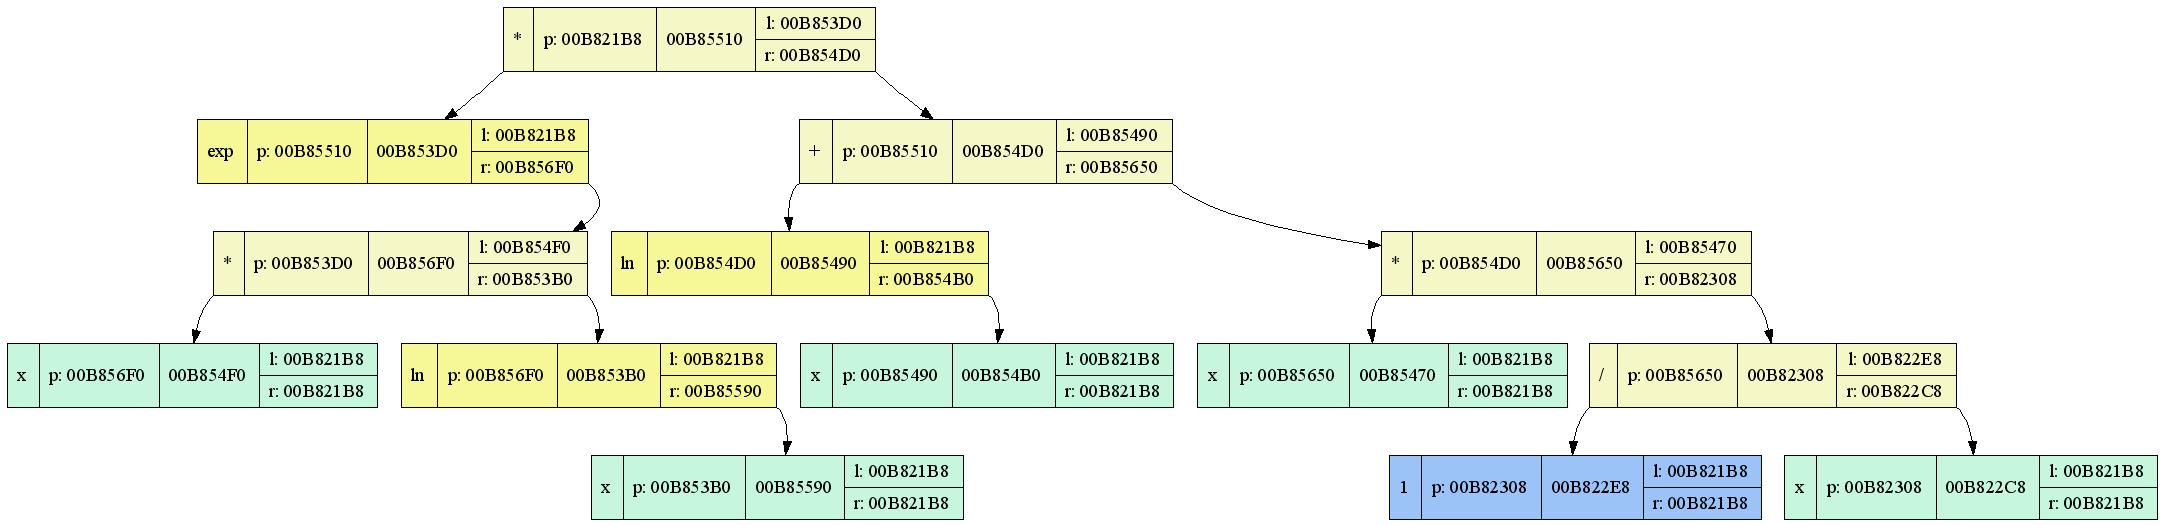 * p: 00B821B8 00B85510 l: 00B853D0
r: 00B854D0
exp p: 00B85510 00B853D0 l: 00B821B8
r: 00B856F0
+ p: 00B85510 00B854D0 l: 00B85490
r: 00B85650
* p: 00B853D0 00B856F0 l: 00B854F0
r: 00B853B0
ln p: 00B854D0 00B85490 l: 00B821B8
r: 00B854B0
* p: 00B854D0 00B85650 l: 00B85470
r: 00B82308
x p: 00B856F0 00B854F0 l: 00B821B8
r: 00B821B8
ln p: 00B856F0 00B853B0 l: 00B821B8
r: 00B85590
x p: 00B85490 00B854B0 l: 00B821B8
r: 00B821B8
x p: 00B85650 00B85470 l: 00B821B8
r: 00B821B8
/ p: 00B85650 00B82308 l: 00B822E8
r: 00B822C8
x p: 00B853B0 00B85590 l: 00B821B8
r: 00B821B8
1 p: 00B82308 00B822E8 l: 00B821B8
r: 00B821B8
x p: 00B82308 00B822C8 l: 00B821B8
r: 00B821B8